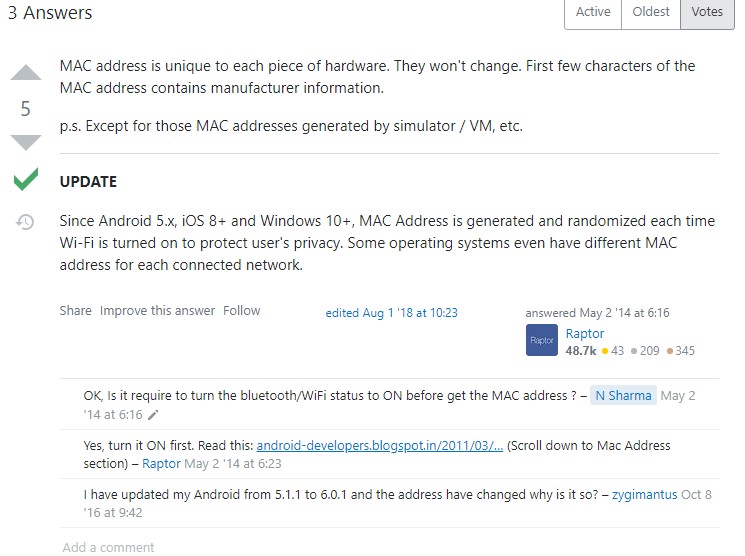 3 Answers
Active Oldest Votes
MAC address is unique to each piece of hardware. They won't change. First few characters of the
MAC address contains manufacturer information.
5
p.s. Except for those MAC addresses generated by simulator / VM, etc.
UPDATE
Since Android 5.x, iOS 8+ and Windows 10+, MAC Address is generated and randomized each time
Wi-Fi is turned on to protect user's privacy. Some operating systems even have different MAC
address for each connected network.
Share Improve this answer Follow
edited Aug 1 '18 at 10:23
answered May 2 '14 at 6:16
Raptor
Raptor
48.7k 43 209 345
OK, Is it require to turn the bluetooth/WiFi status to ON before get the MAC address ? – N Sharma May 2
'14 at 6:16
Yes, turn it ON first. Read this: android-developers.blogspot.in/2011/03/… (Scroll down to Mac Address
section) – Raptor May 2 '14 at 6:23
I have updated my Android from 5.1.1 to 6.0.1 and the address have changed why is it so? – zygimantus Oct 8
'16 at 9:42
Add a comment